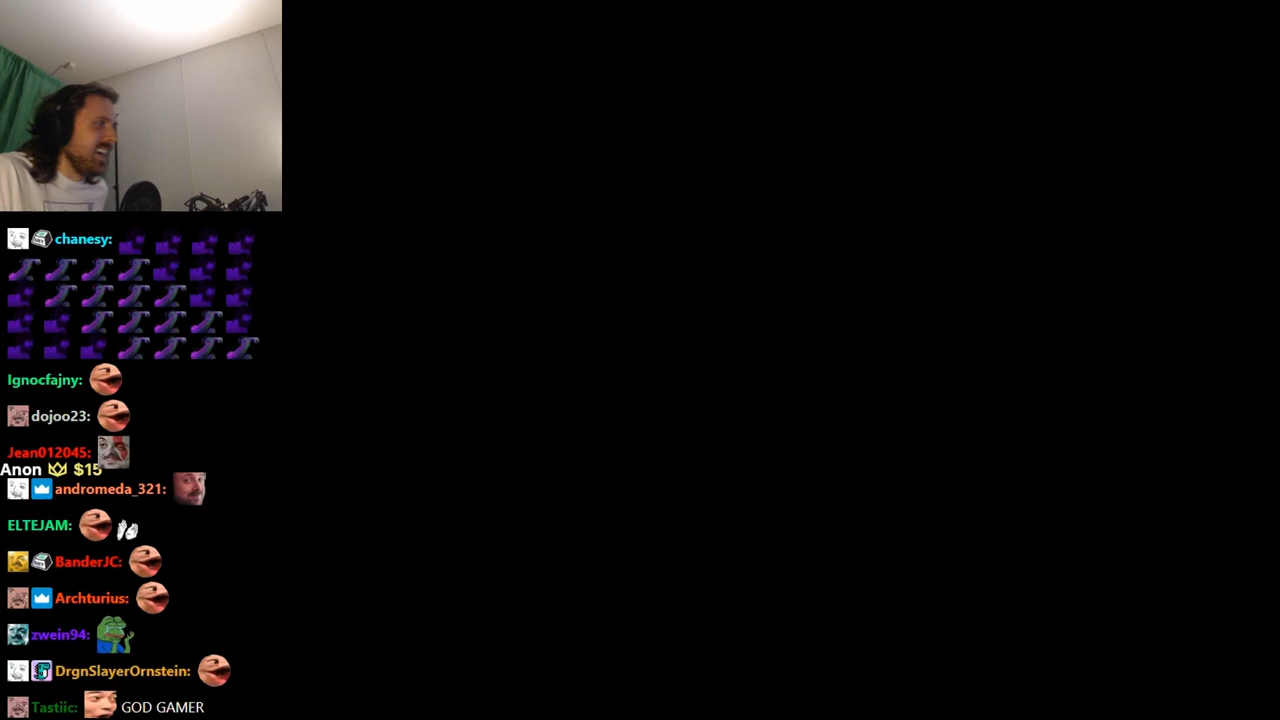 chanesy:
Ignocfajny:
dojoo23:
Jean012045:
Anon $15
andromeda_321:
ELTEJAM:
BanderJC:
Archturius:
zwein94:
DrgnSlayerOrnstein:
Tastiic: GOD GAMER